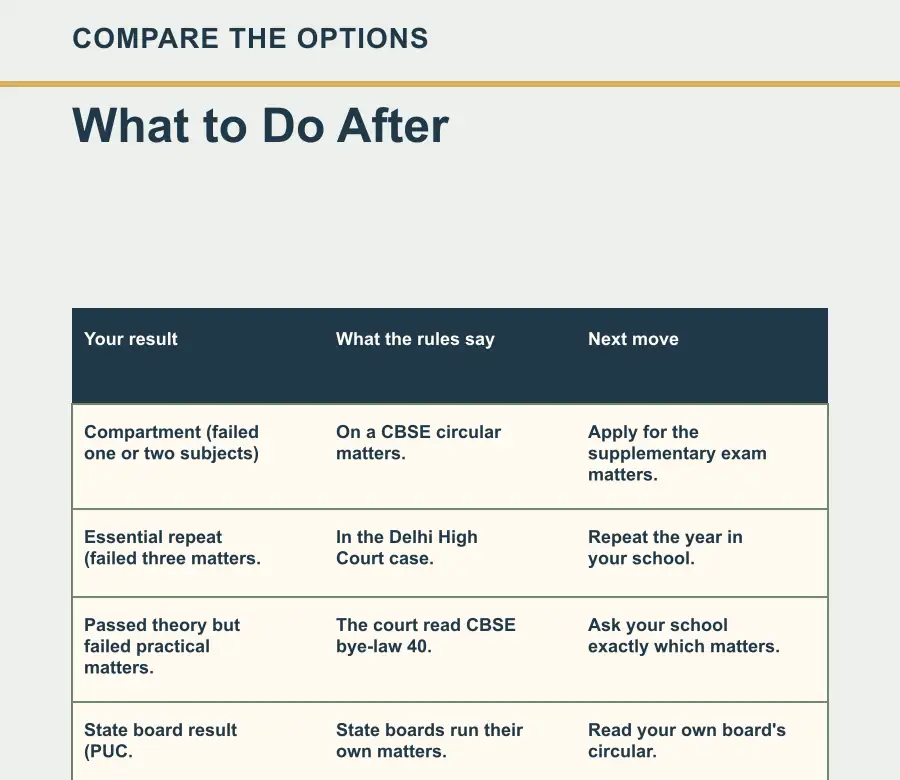 COMPARE THE OPTIONS
What to Do After
Your result
What the rules say
Next move
Compartment (failed
one or two subjects)
On a CBSE circular
matters.
Apply for the
supplementary exam
matters.
Essential repeat
(failed three matters.
In the Delhi High
Court case.
Repeat the year in
your school.
Passed theory but
failed practical
matters.
The court read CBSE
bye-law 40.
Ask your school
exactly which matters.
State board result
(PUC.
State boards run their
own matters.
Read your own board's
circular.